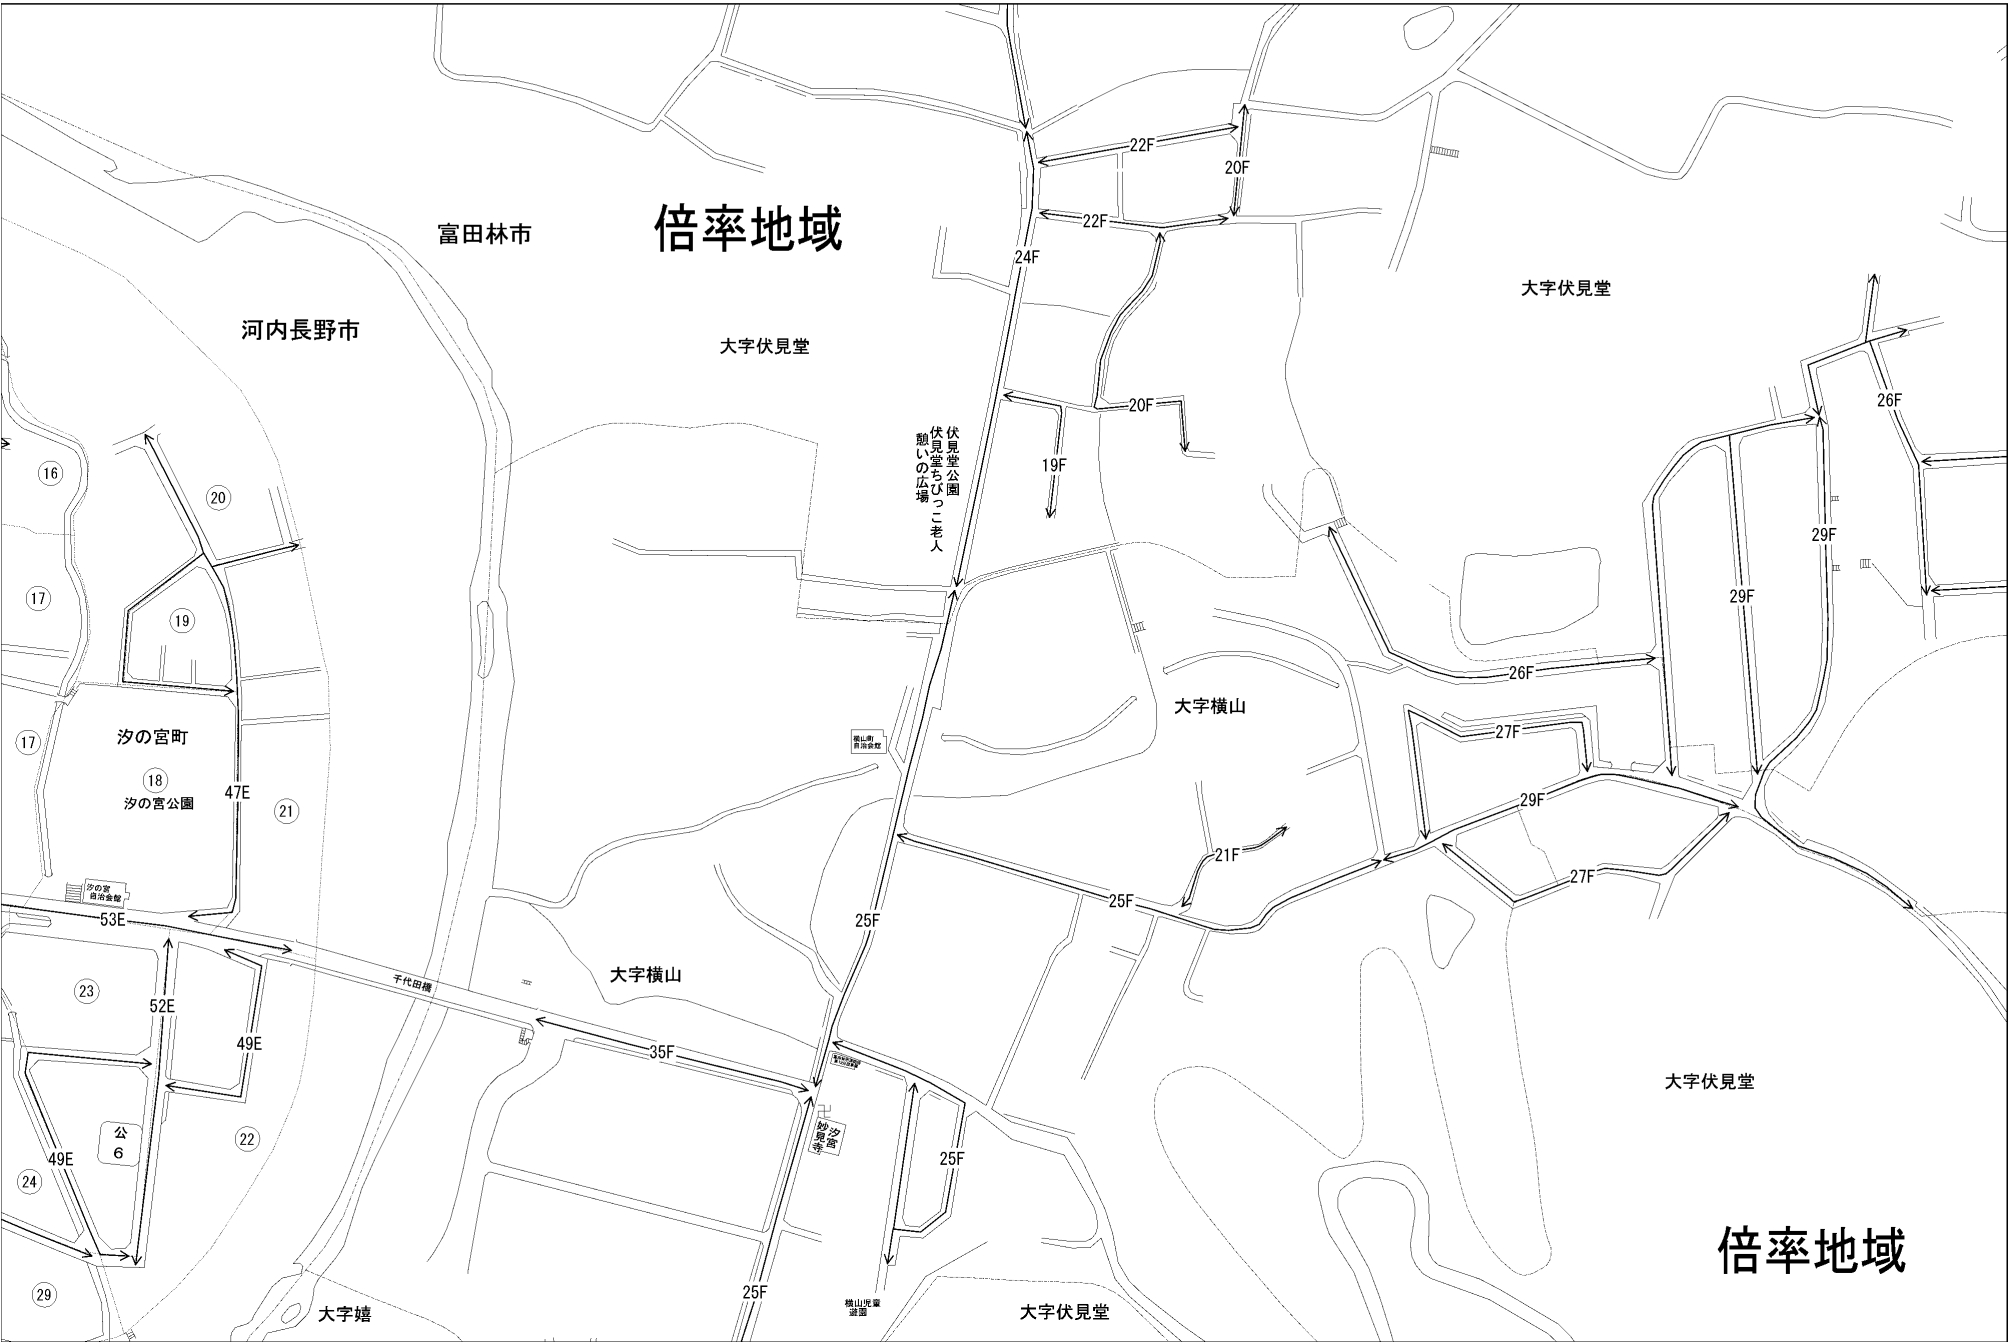 22F
20F
富田林市
倍率地域
22F
24F
大字伏見堂
河内長野市
大字伏見堂
26F
20F
伏見堂公園
伏見堂ちびっこ老人
憩いの広場
19F
16
20
29F
17
29F
19
26F
大字横山
27F
汐の宮町
横山町
自治会館
17
18
47E
汐の宮公園
21
29F
21F
27F
汐の宮
自治会館
53E
25F
25F
大字横山
千代田橋
23
52E
49E
35F
大字伏見堂
公
6
22
汐宮
妙見寺
49E
25F
24
倍率地域
29
25F
横山児童
遊園
大字嬉
大字伏見堂